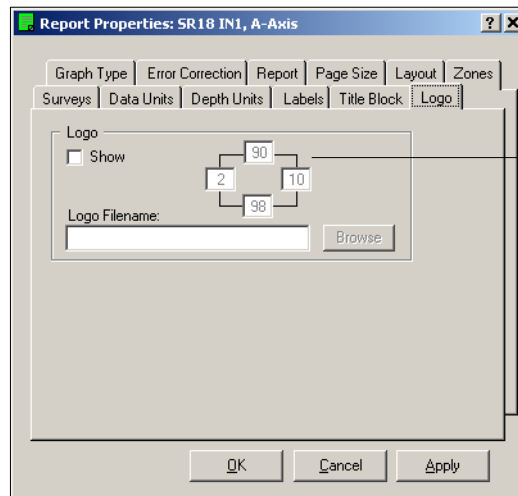 Report Properties: SR18 IN1, A-Axis
Graph Type Error Correction Report Page Size Layout Zones
Surveys Data Units Depth Units Labels Title Block Logo
Logo
Show
90
2 10
98
Logo Filename:
Browse
OK Cancel Apply